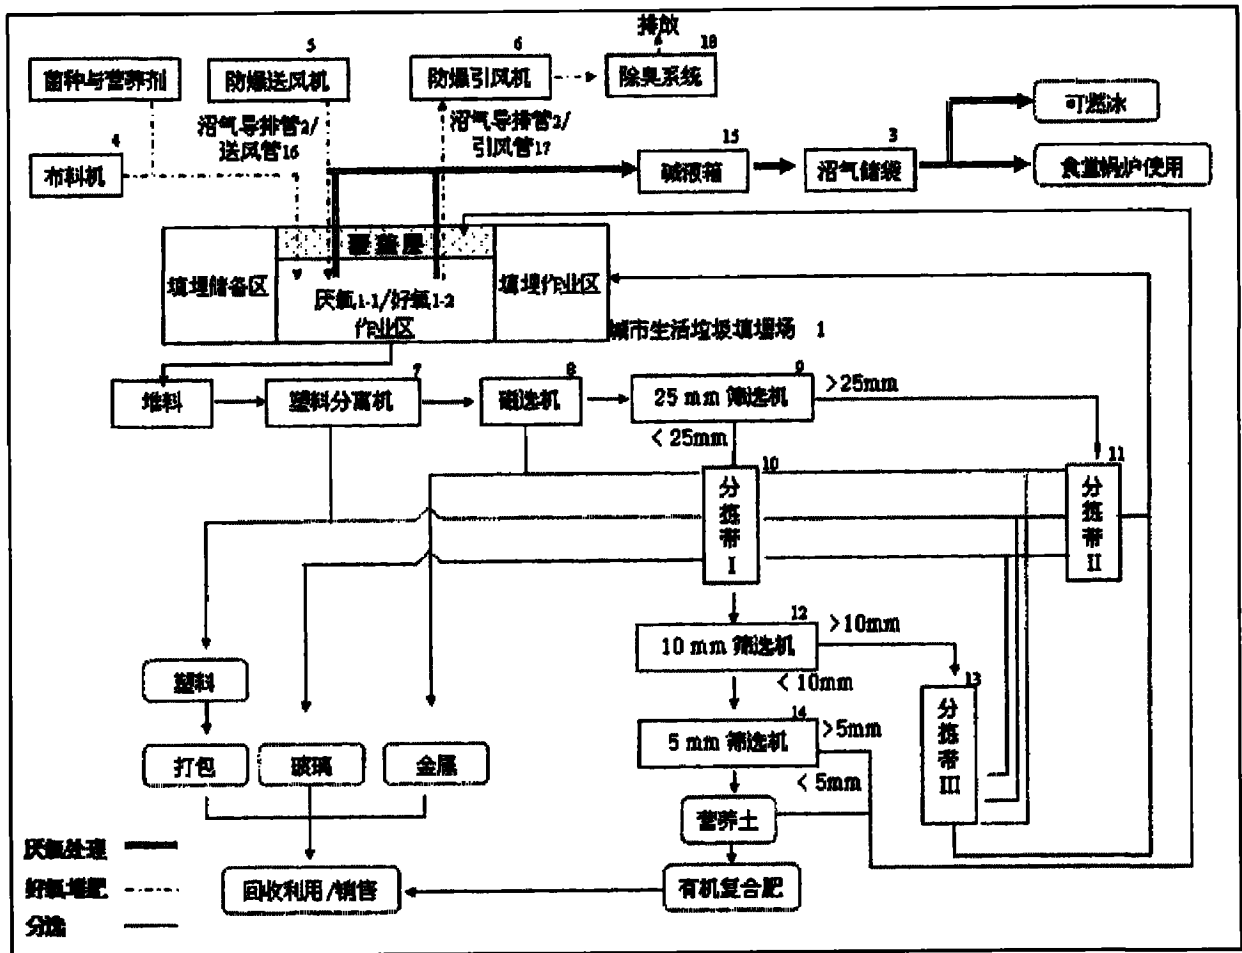 排放
5
6
18
菌种与营养剂
防爆送风机
防爆引风机
除臭系统
可燃冰
沼气导排管2/
送风管16
沼气导排管2/
引风管17
4
15
3
布料机
碱液箱
沼气储袋
食堂锅炉使用
覆盖层
填埋储备区
厌氧1-1/好氧1-2
作业区
填埋作业区
城市生活垃圾填埋场 1
7
8
9
堆料
塑料分离机
磁选机
25 mm 筛选机
>25mm
< 25mm
10
11
分拣带 I
分拣带 II
12
10 mm 筛选机
>10mm
< 10mm
13
分拣带 III
塑料
14
5 mm 筛选机
>5mm
< 5mm
打包
玻璃
金属
营养土
厌氧处理
好氧堆肥
分选
回收利用/销售
有机复合肥